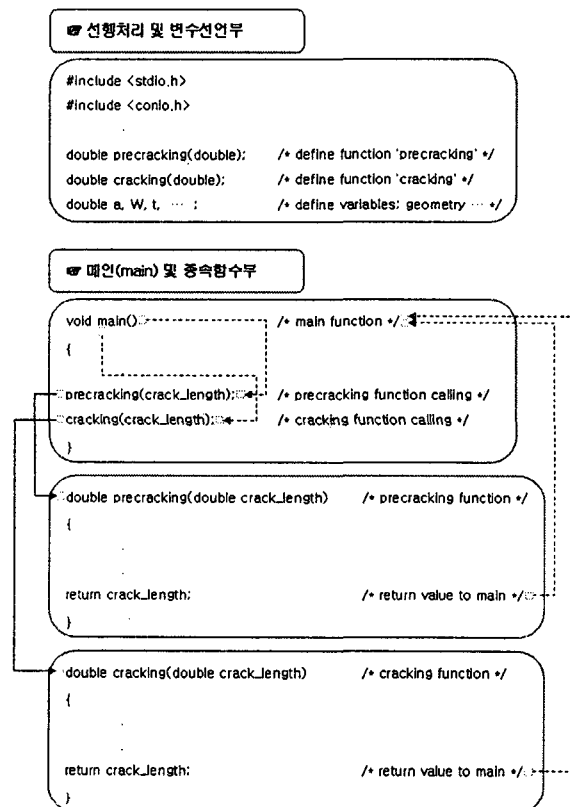 ☞ 선행처리 및 변수선언부
#include <stdio.h>
#include <conio.h>
.
double precracking(double); /* define function 'precracking' */
double cracking(double); /* define function 'cracking' */
double a, W, t, ··· ; /* define variables; geometry ··· */
☞ 메인(main) 및 종속함수부
void main() /* main function */
{
precracking(crack_length); /* precracking function calling */
cracking(crack_length); /* cracking function calling */
}
double precracking(double crack_length) /* precracking function */
{
.
.
return crack_length; /* return value to main */
}
double cracking(double crack_length) /* cracking function */
{
.
.
return crack_length; /* return value to main */
}